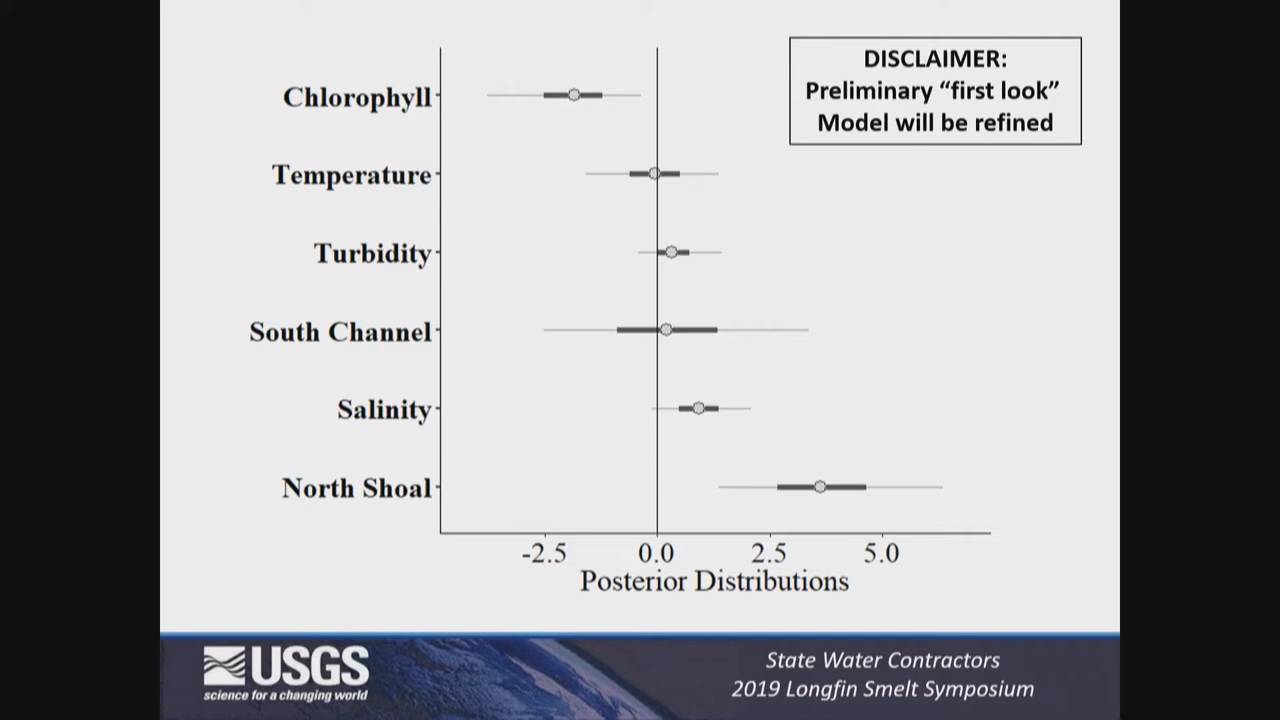 DISCLAIMER:
Preliminary “first look”
Model will be refined
Chlorophyll
Temperature
Turbidity
South Channel
Salinity
North Shoal
-2.5 0.0 2.5 5.0
Posterior Distributions
USGS
science for a changing world
State Water Contractors
2019 Longfin Smelt Symposium